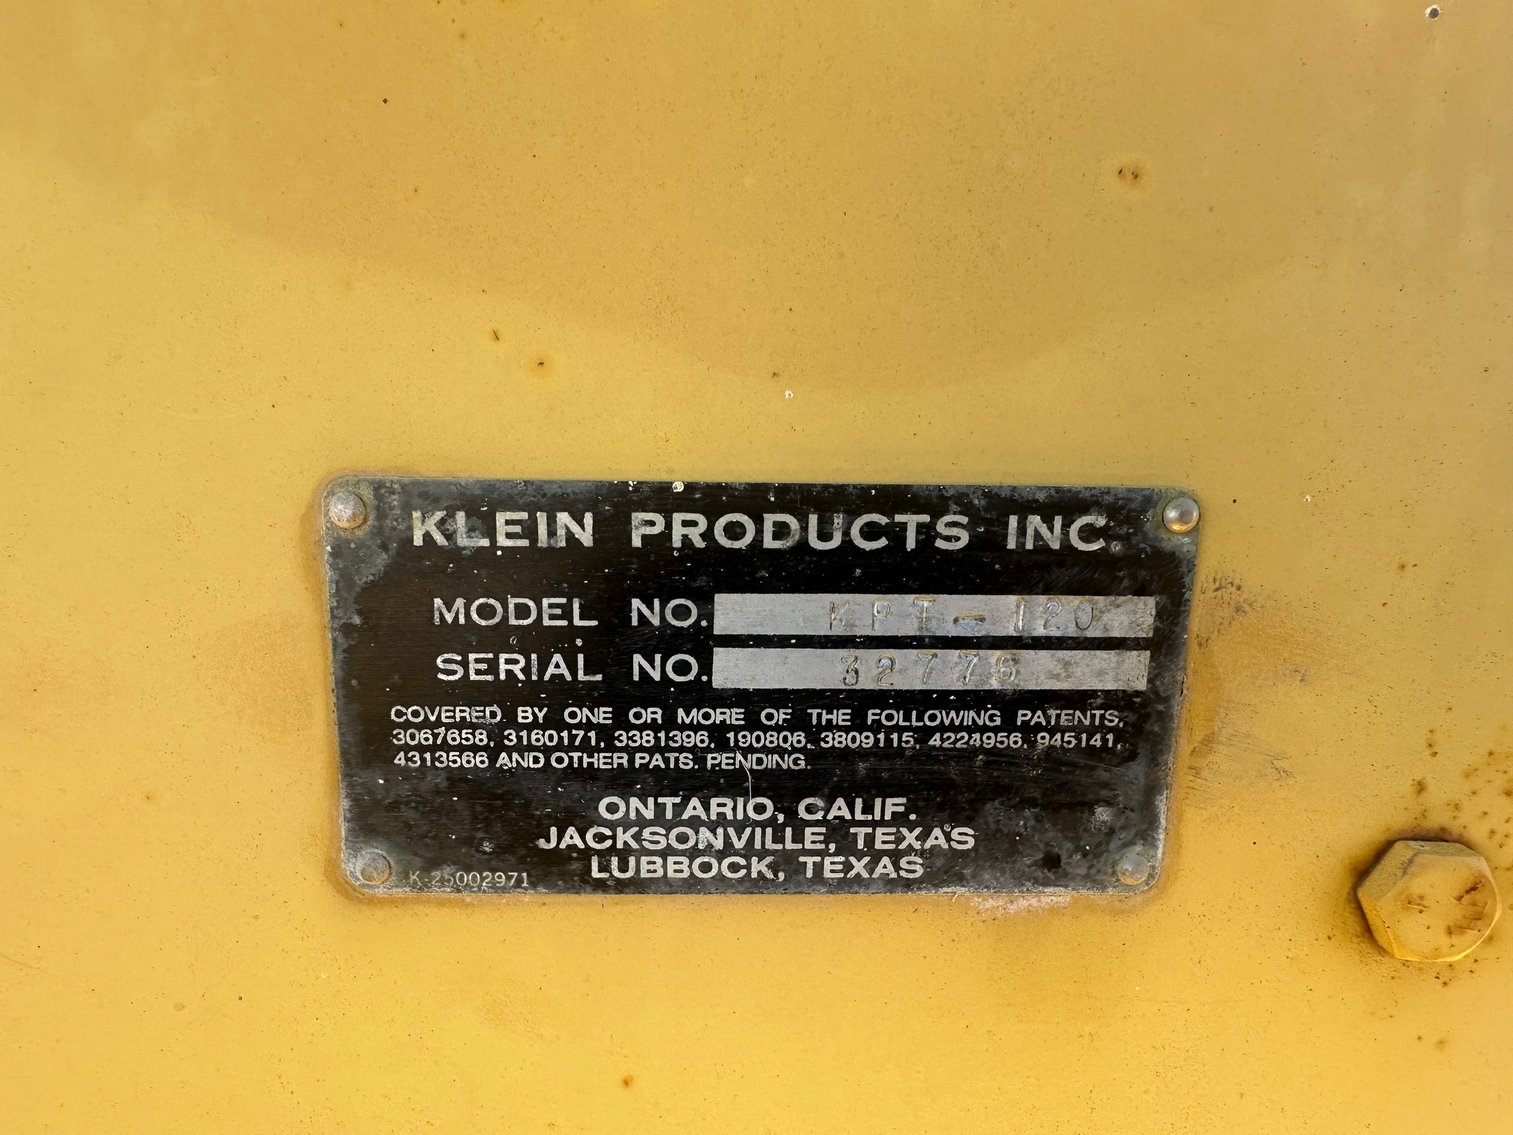 KLEIN PRODUCTS INC.
MODEL NO. KPT-120
SERIAL NO. 32776
COVERED BY ONE OR MORE OF THE FOLLOWING PATENTS,
3067658, 3160171, 3381396, 190806, 3809115, 4224956, 945141,
4313566 AND OTHER PATS. PENDING.
ONTARIO, CALIF.
JACKSONVILLE, TEXAS
LUBBOCK, TEXAS
K-25002971